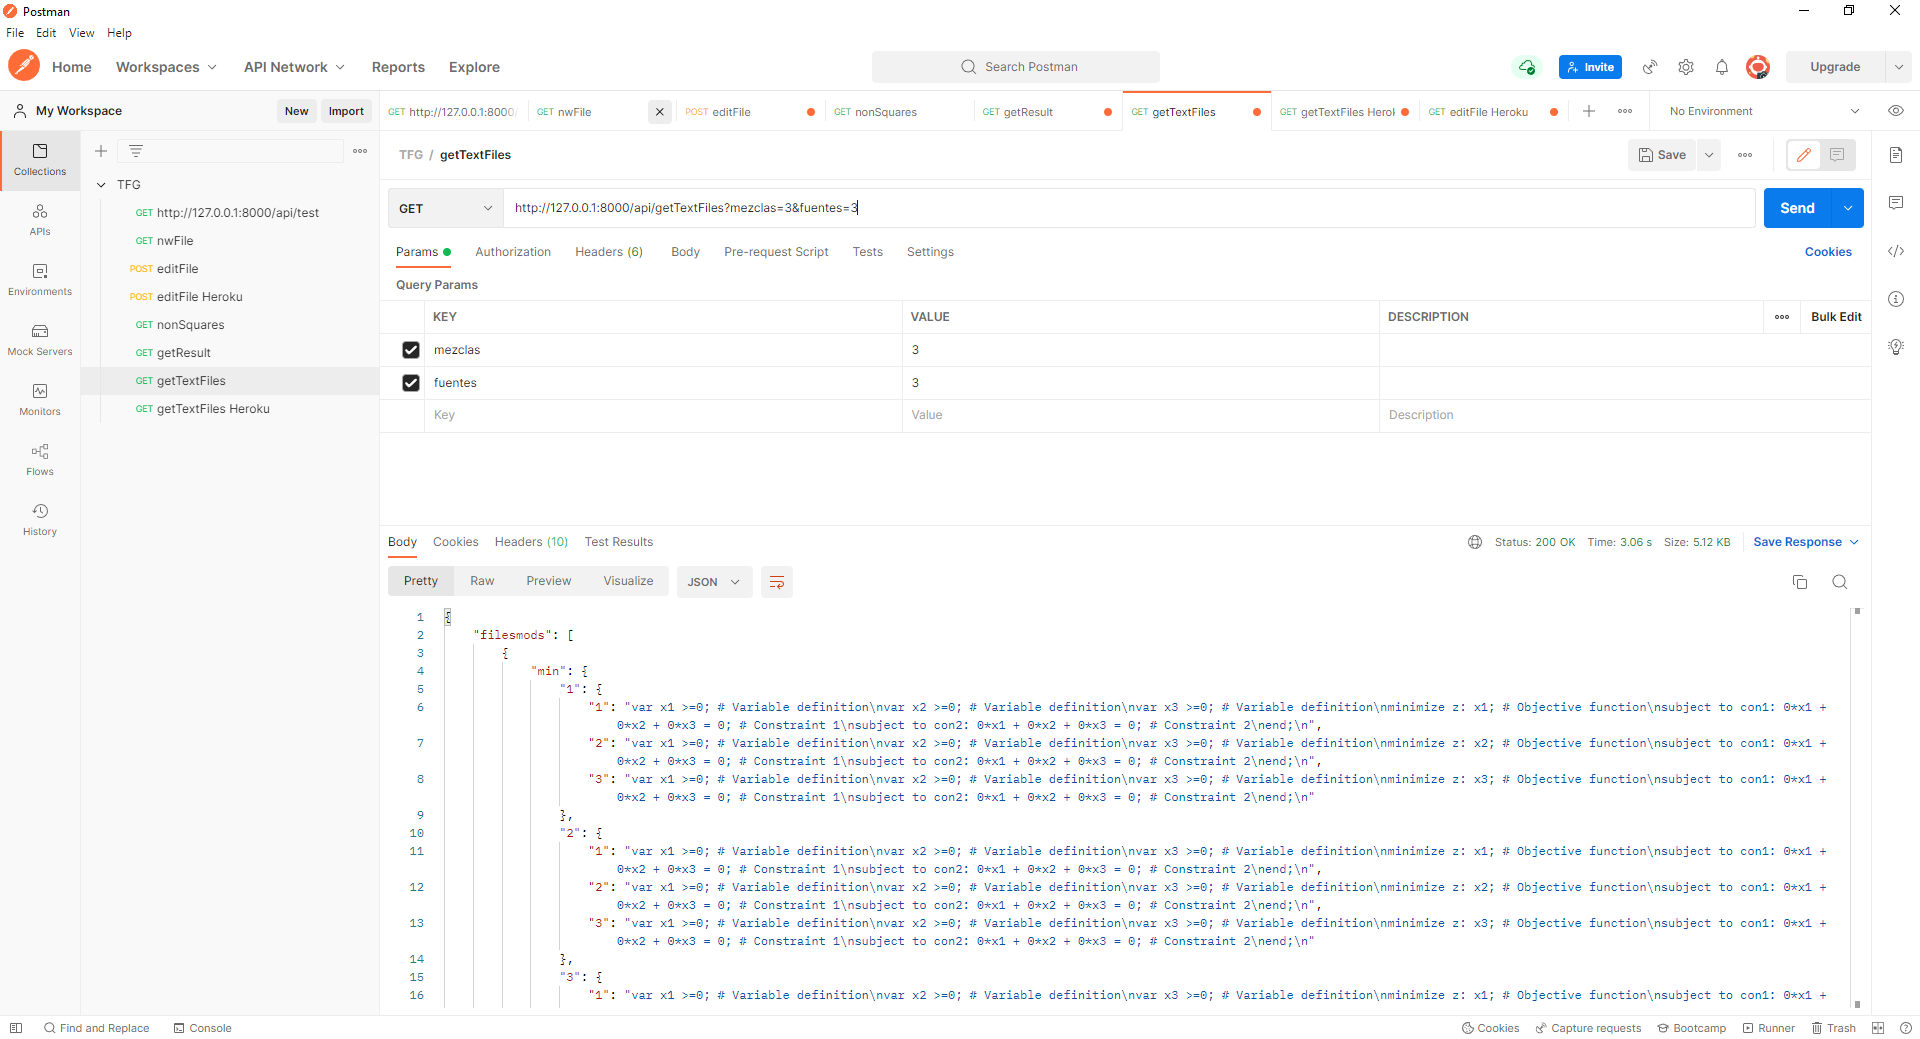 Postman
File Edit View Help
Home Workspaces API Network Reports Explore Search Postman Invite Upgrade
My Workspace New Import GET http://127.0.0.1:8000/ GET nwFile POST editFile GET nonSquares GET getResult GET getTextFiles GET getTextFiles Herok GET editFile Heroku No Environment
Collections
APIs
Environments
Mock Servers
Monitors
Flows
History
TFG
GET http://127.0.0.1:8000/api/test
GET nwFile
POST editFile
POST editFile Heroku
GET nonSquares
GET getResult
GET getTextFiles
GET getTextFiles Heroku
TFG / getTextFiles Save
GET http://127.0.0.1:8000/api/getTextFiles?mezclas=3&fuentes=3 Send
Params Authorization Headers (6) Body Pre-request Script Tests Settings Cookies
Query Params
KEY VALUE DESCRIPTION Bulk Edit
mezclas 3
fuentes 3
Key Value Description
Body Cookies Headers (10) Test Results Status: 200 OK Time: 3.06 s Size: 5.12 KB Save Response
Pretty Raw Preview Visualize JSON
1 {
2 "filesmods": [
3 {
4 "min": {
5 "1": {
6 "1": "var x1 >=0; # Variable definition\nvar x2 >=0; # Variable definition\nvar x3 >=0; # Variable definition\nminimize z: x1; # Objective function\nsubject to con1: 0*x1 +
0*x2 + 0*x3 = 0; # Constraint 1\nsubject to con2: 0*x1 + 0*x2 + 0*x3 = 0; # Constraint 2\nend;\n",
7 "2": "var x1 >=0; # Variable definition\nvar x2 >=0; # Variable definition\nvar x3 >=0; # Variable definition\nminimize z: x2; # Objective function\nsubject to con1: 0*x1 +
0*x2 + 0*x3 = 0; # Constraint 1\nsubject to con2: 0*x1 + 0*x2 + 0*x3 = 0; # Constraint 2\nend;\n",
8 "3": "var x1 >=0; # Variable definition\nvar x2 >=0; # Variable definition\nvar x3 >=0; # Variable definition\nminimize z: x3; # Objective function\nsubject to con1: 0*x1 +
0*x2 + 0*x3 = 0; # Constraint 1\nsubject to con2: 0*x1 + 0*x2 + 0*x3 = 0; # Constraint 2\nend;\n"
9 },
10 "2": {
11 "1": "var x1 >=0; # Variable definition\nvar x2 >=0; # Variable definition\nvar x3 >=0; # Variable definition\nminimize z: x1; # Objective function\nsubject to con1: 0*x1 +
0*x2 + 0*x3 = 0; # Constraint 1\nsubject to con2: 0*x1 + 0*x2 + 0*x3 = 0; # Constraint 2\nend;\n",
12 "2": "var x1 >=0; # Variable definition\nvar x2 >=0; # Variable definition\nvar x3 >=0; # Variable definition\nminimize z: x2; # Objective function\nsubject to con1: 0*x1 +
0*x2 + 0*x3 = 0; # Constraint 1\nsubject to con2: 0*x1 + 0*x2 + 0*x3 = 0; # Constraint 2\nend;\n",
13 "3": "var x1 >=0; # Variable definition\nvar x2 >=0; # Variable definition\nvar x3 >=0; # Variable definition\nminimize z: x3; # Objective function\nsubject to con1: 0*x1 +
0*x2 + 0*x3 = 0; # Constraint 1\nsubject to con2: 0*x1 + 0*x2 + 0*x3 = 0; # Constraint 2\nend;\n"
14 },
15 "3": {
16 "1": "var x1 >=0; # Variable definition\nvar x2 >=0; # Variable definition\nvar x3 >=0; # Variable definition\nminimize z: x1; # Objective function\nsubject to con1: 0*x1 +
Find and Replace Console Cookies Capture requests Bootcamp Runner Trash